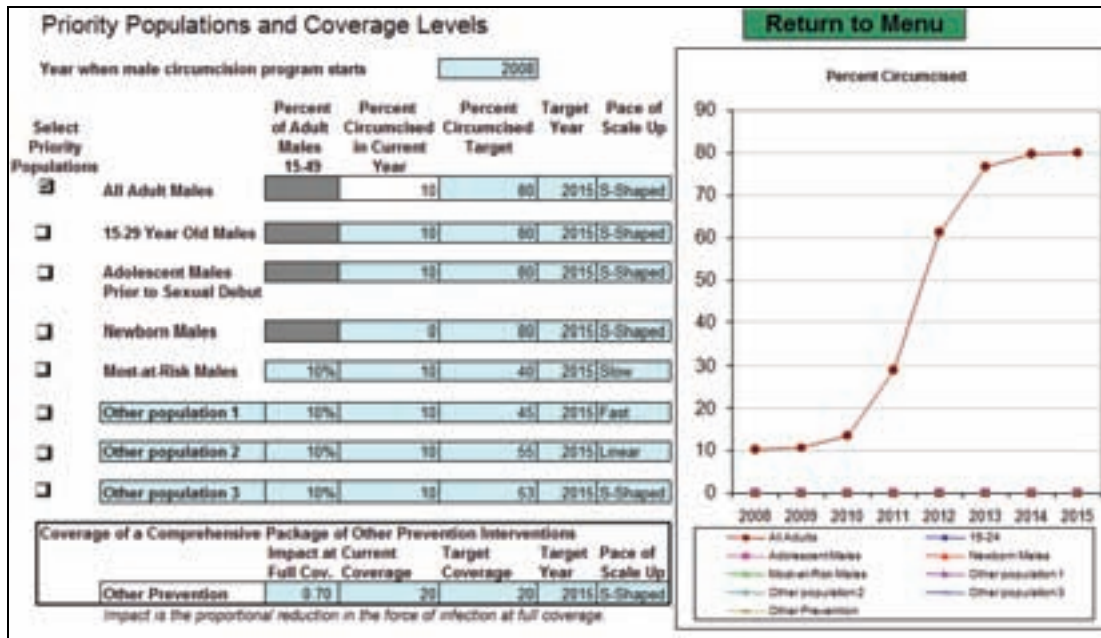 Priority Populations and Coverage Levels
Return to Menu
Year when male circumcision program starts 2008
Select Priority Populations
Percent of Adult Males 15-49
Percent Circumcised in Current Year
Percent Circumcised Target
Target Year
Pace of Scale Up
All Adult Males 10 80 2015 S-Shaped
15-29 Year Old Males 10 80 2015 S-Shaped
Adolescent Males 10 80 2015 S-Shaped
Prior to Sexual Debut
Newborn Males 0 80 2015 S-Shaped
Most-at-Risk Males 10% 10 40 2015 Slow
Other population 1 10% 10 45 2015 Fast
Other population 2 10% 10 55 2015 Linear
Other population 3 10% 10 53 2015 S-Shaped
Coverage of a Comprehensive Package of Other Prevention Interventions
Impact at Full Cov.
Current Coverage
Target Coverage
Target Year
Pace of Scale Up
Other Prevention 0.70 20 20 2015 S-Shaped
Impact is the proportional reduction in the force of infection at full coverage.
Percent Circumcised
90
80
70
60
50
40
30
20
10
0
2008 2009 2010 2011 2012 2013 2014 2015
All Adults
15-24
Adolescent Males
Newborn Males
Most-at-Risk Males
Other population 1
Other population 2
Other population 3
Other Prevention